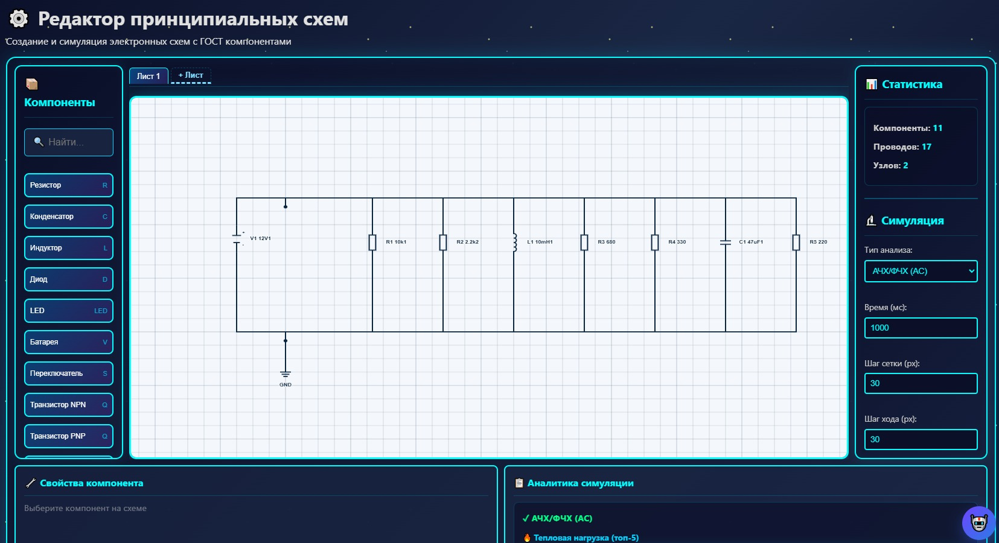 Редактор принципиальных схем
Создание и симуляция электронных схем с ГОСТ компонентами
Компоненты
Найти...
Резистор R
Конденсатор C
Индуктор L
Диод D
LED LED
Батарея V
Переключатель S
Транзистор NPN Q
Транзистор PNP Q
Лист 1 + Лист
V1 12V1
R1 10k1
R2 2.2k2
L1 10mH1
R3 680
R4 330
C1 47uF1
R5 220
GND
Статистика
Компоненты: 11
Проводов: 17
Узлов: 2
Симуляция
Тип анализа:
АЧХ/ФЧХ (AC)
Время (мс):
1000
Шаг сетки (px):
30
Шаг хода (px):
30
Свойства компонента
Выберите компонент на схеме
Аналитика симуляции
✓ АЧХ/ФЧХ (AC)
Тепловая нагрузка (топ-5)